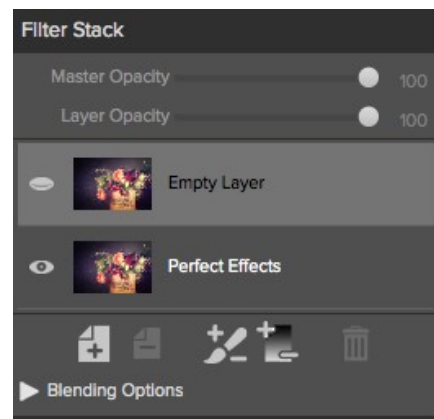 Filter Stack
Master Opacity 100
Layer Opacity 100
Empty Layer
Perfect Effects
Blending Options